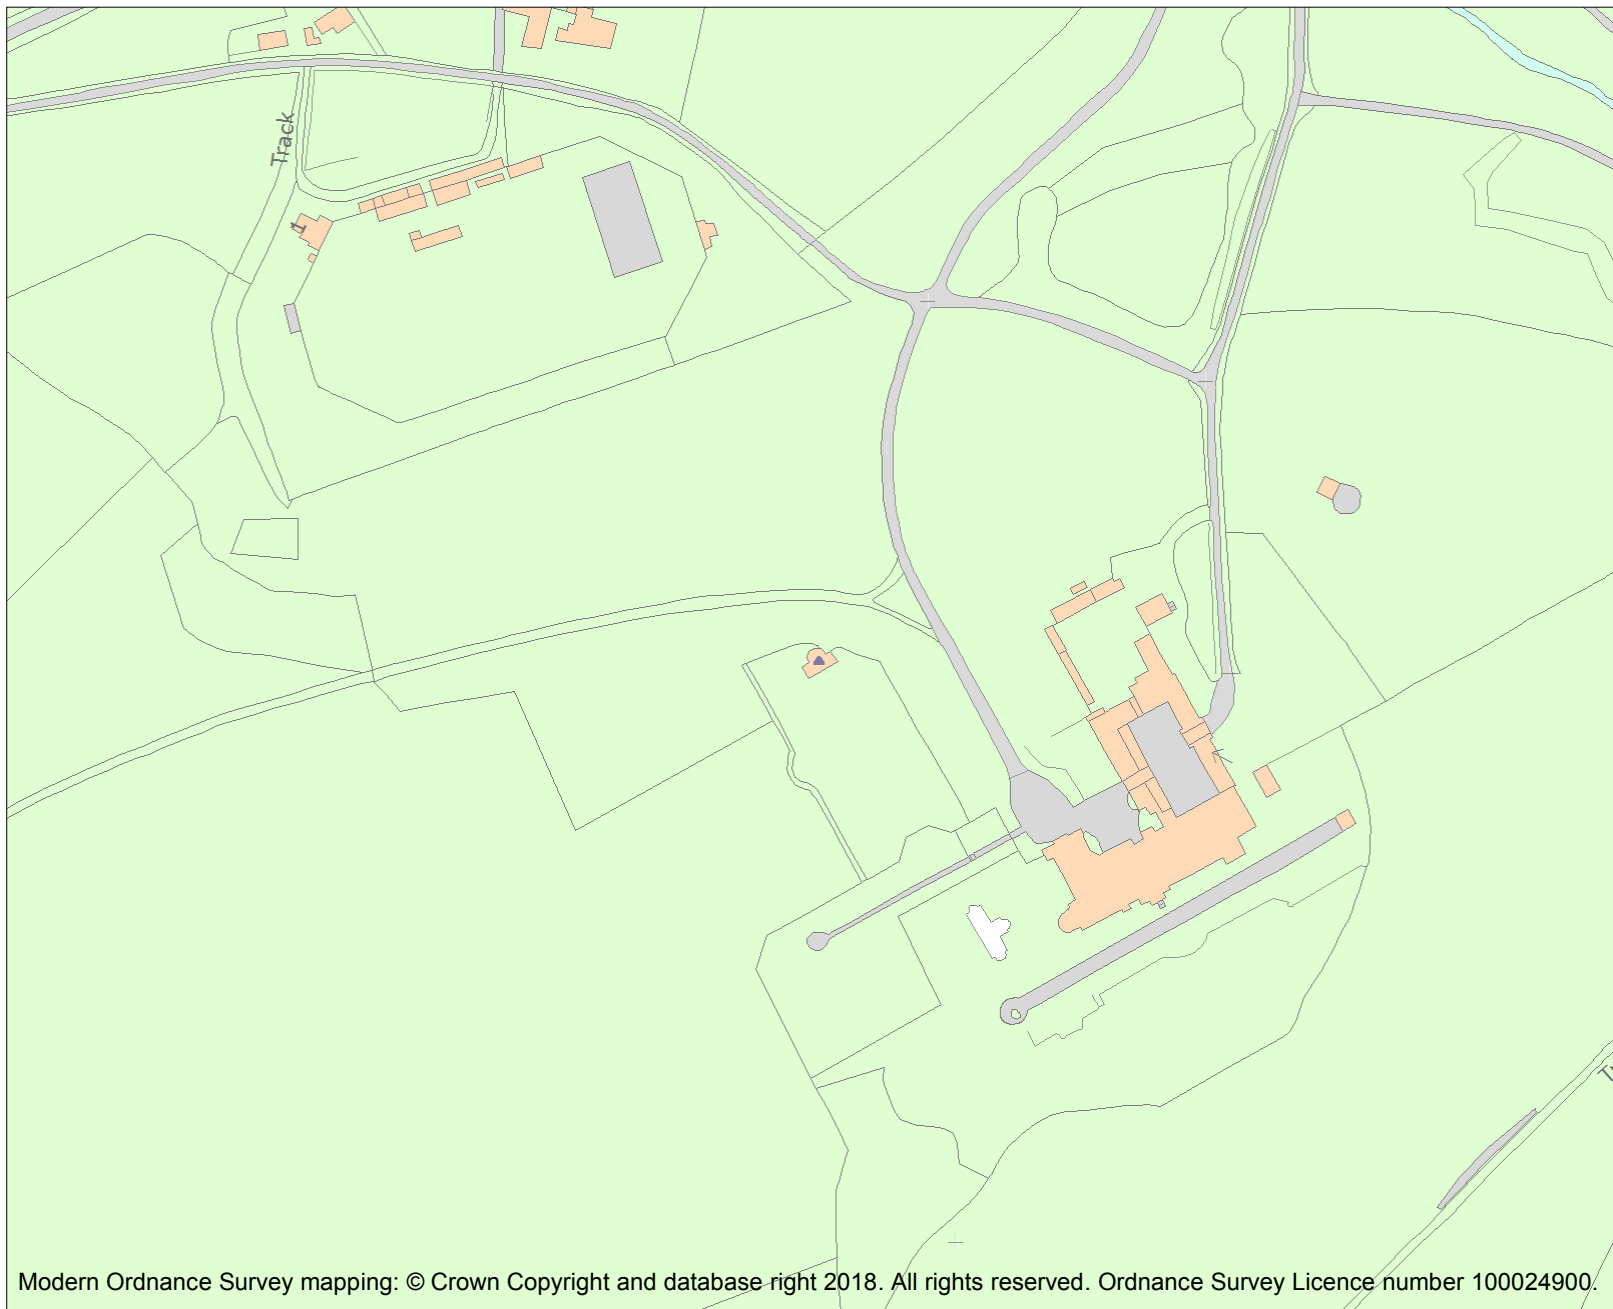 Track
1
Modern Ordnance Survey mapping: © Crown Copyright and database right 2018. All rights reserved. Ordnance Survey Licence number 100024900.